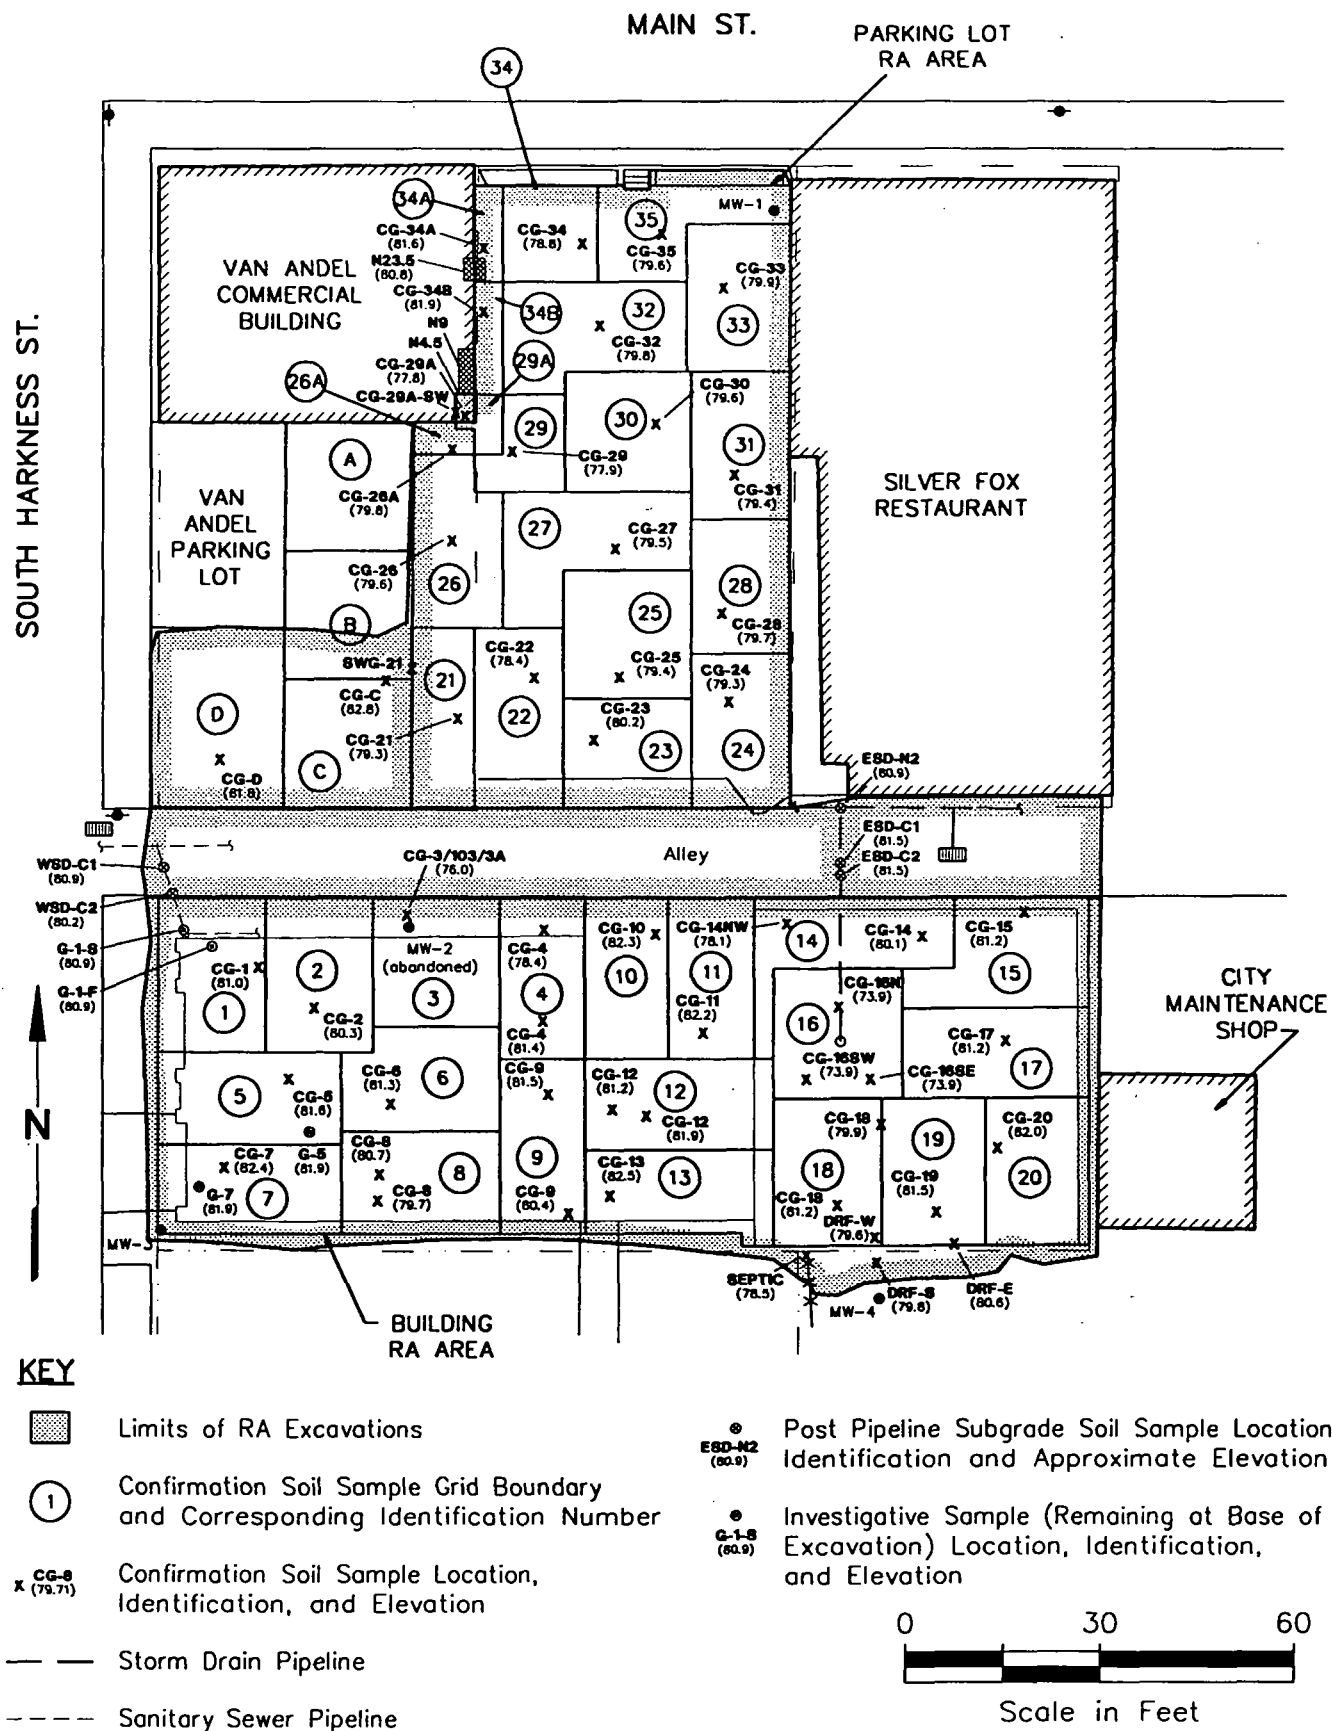 MAIN ST.
PARKING LOT
RA AREA
34
34A
CG-34A
(81.6)
N23.5
(80.8)
CG-34B
(81.9)
N9
N4.5
CG-29A
(77.8)
CG-29A-SW
26A
VAN ANDEL
COMMERCIAL
BUILDING
CG-34
(78.8)
35
CG-35
(79.6)
MW-1
CG-33
(79.9)
33
34B
32
CG-32
(79.8)
29A
29
30
CG-30
(79.6)
CG-29
(77.9)
31
CG-31
(79.4)
SILVER FOX
RESTAURANT
SOUTH HARKNESS ST.
VAN
ANDEL
PARKING
LOT
A
CG-26A
(79.8)
CG-26
(79.6)
26
27
CG-27
(79.5)
28
CG-28
(79.7)
25
CG-25
(79.4)
B
SWG-21
CG-C
(82.8)
21
CG-21
(79.3)
CG-22
(78.4)
22
CG-23
(80.2)
23
CG-24
(79.3)
24
D
CG-D
(81.8)
C
ESD-N2
(80.9)
ESD-C1
(81.5)
ESD-C2
(81.5)
Alley
CG-3/103/3A
(76.0)
WSD-C1
(80.9)
WSD-C2
(80.2)
G-1-S
(80.9)
G-1-F
(80.9)
CG-1
(81.0)
1
2
CG-2
(80.3)
MW-2
(abandoned)
3
CG-4
(78.4)
4
CG-4
(81.4)
CG-10
(82.3)
10
CG-14NW
(78.1)
11
CG-11
(82.2)
14
CG-14
(80.1)
CG-15
(81.2)
15
CG-16N
(73.9)
16
CG-16SW
(73.9)
CG-16SE
(73.9)
CG-17
(81.2)
17
CITY
MAINTENANCE
SHOP
N
5
CG-5
(81.6)
G-5
(81.9)
CG-6
(81.3)
6
CG-9
(81.5)
9
CG-9
(80.4)
CG-12
(81.2)
12
CG-12
(81.9)
CG-7
(82.4)
G-7
(81.9)
7
CG-8
(80.7)
CG-8
(79.7)
8
CG-13
(82.5)
13
CG-18
(79.9)
18
CG-18
(81.2)
DRF-W
(79.6)
19
CG-19
(81.5)
CG-20
(82.0)
20
MW-3
SEPTIC
(78.5)
MW-4
DRF-S
(79.8)
DRF-E
(80.6)
BUILDING
RA AREA
KEY
Limits of RA Excavations
1
Confirmation Soil Sample Grid Boundary
and Corresponding Identification Number
x CG-8
(79.71)
Confirmation Soil Sample Location,
Identification, and Elevation
Storm Drain Pipeline
Sanitary Sewer Pipeline
ESD-N2
(80.9)
Post Pipeline Subgrade Soil Sample Location
Identification and Approximate Elevation
G-1-S
(80.9)
Investigative Sample (Remaining at Base of
Excavation) Location, Identification,
and Elevation
0 30 60
Scale in Feet